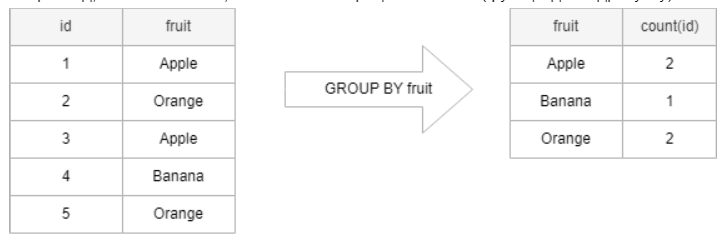 id fruit
1 Apple
2 Orange
3 Apple
4 Banana
5 Orange
GROUP BY fruit
fruit count(id)
Apple 2
Banana 1
Orange 2